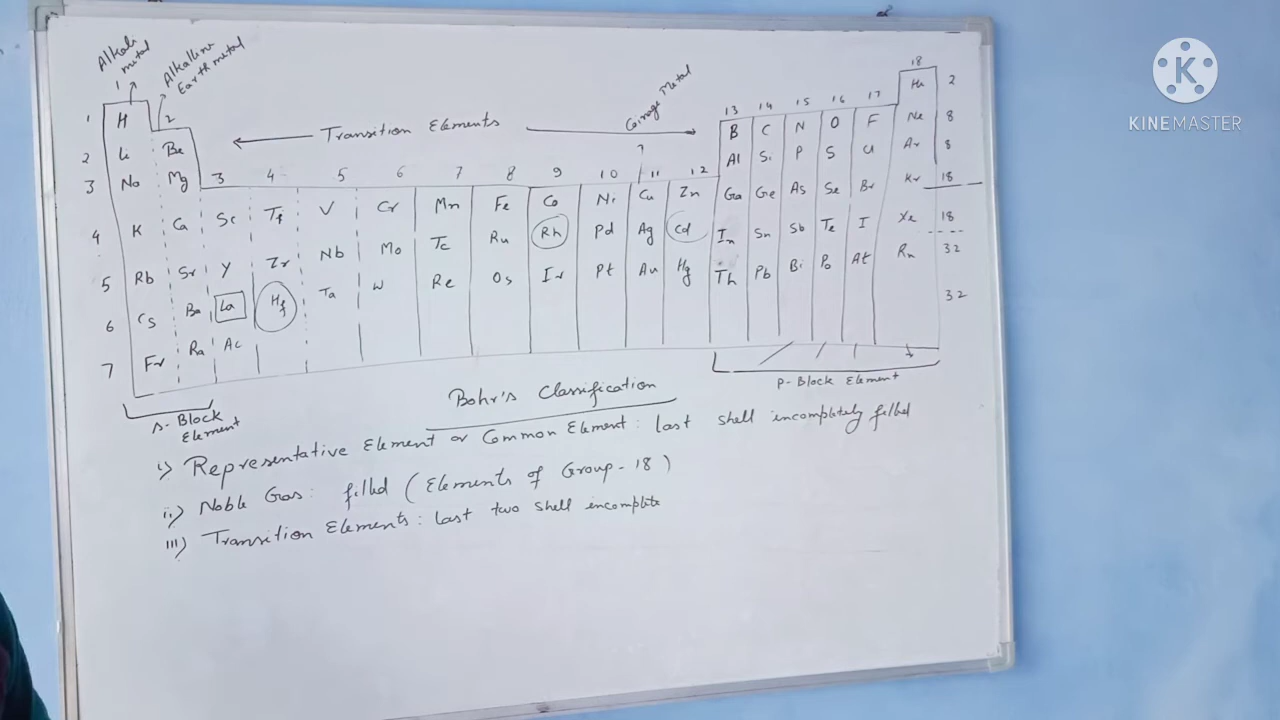 Alkali metal
Alkaline Earth metal
Coinage Metal
← Transition Elements →
1 2 3 4 5 6 7 8 9 10 11 12 13 14 15 16 17 18
1 H He 2
2 Li Be B C N O F Ne 8
3 Na Mg Al Si P S Cl Ar 8
4 K Ca Sc Ti V Cr Mn Fe Co Ni Cu Zn Ga Ge As Se Br Kr 18
5 Rb Sr Y Zr Nb Mo Tc Ru Rh Pd Ag Cd In Sn Sb Te I Xe 18
6 Cs Ba La Hf Ta W Re Os Ir Pt Au Hg Th Pb Bi Po At Rn 32
7 Fr Ra Ac 32
s-Block Element
P-Block Element
Bohr's Classification
i) Representative Element or Common Element: last shell incompletely filled
ii) Noble Gas: filled (Elements of Group-18)
iii) Transition Elements: last two shell incomplete
K
KINEMASTER